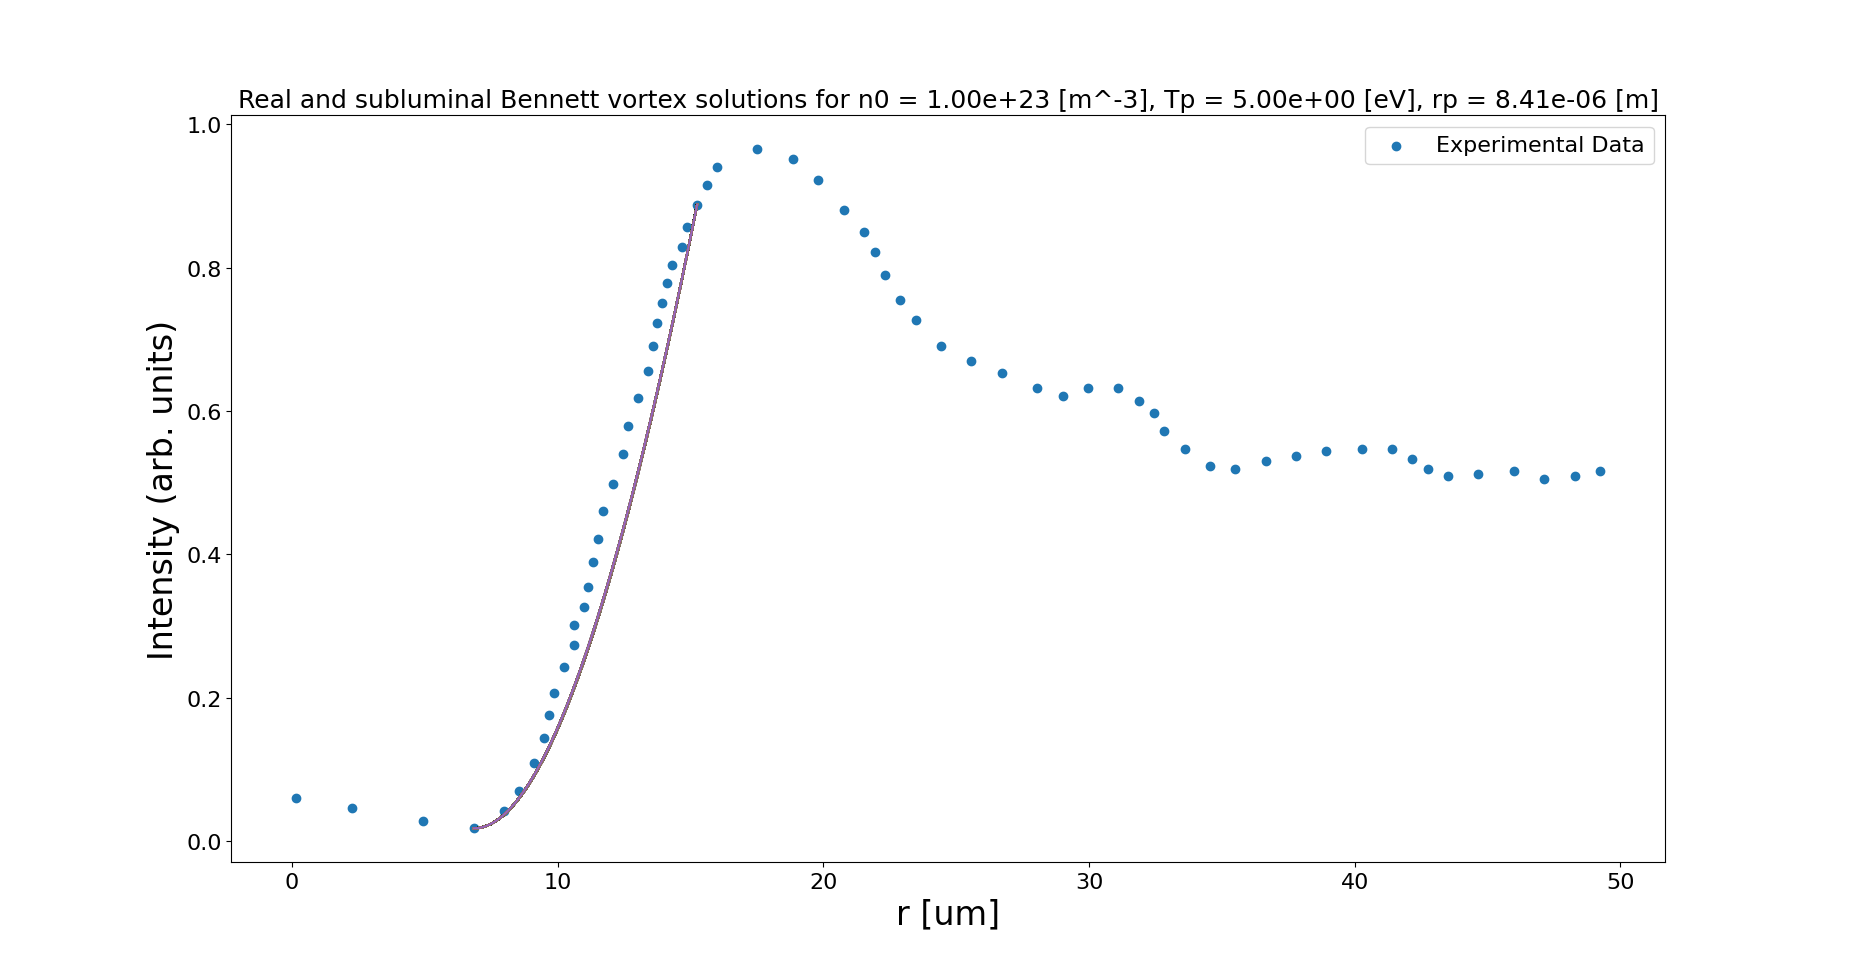 Real and subluminal Bennett vortex solutions for n0 = 1.00e+23 [m^-3], Tp = 5.00e+00 [eV], rp = 8.41e-06 [m]
Experimental Data
Intensity (arb. units)
1.0
0.8
0.6
0.4
0.2
0.0
0 10 20 30 40 50
r [um]